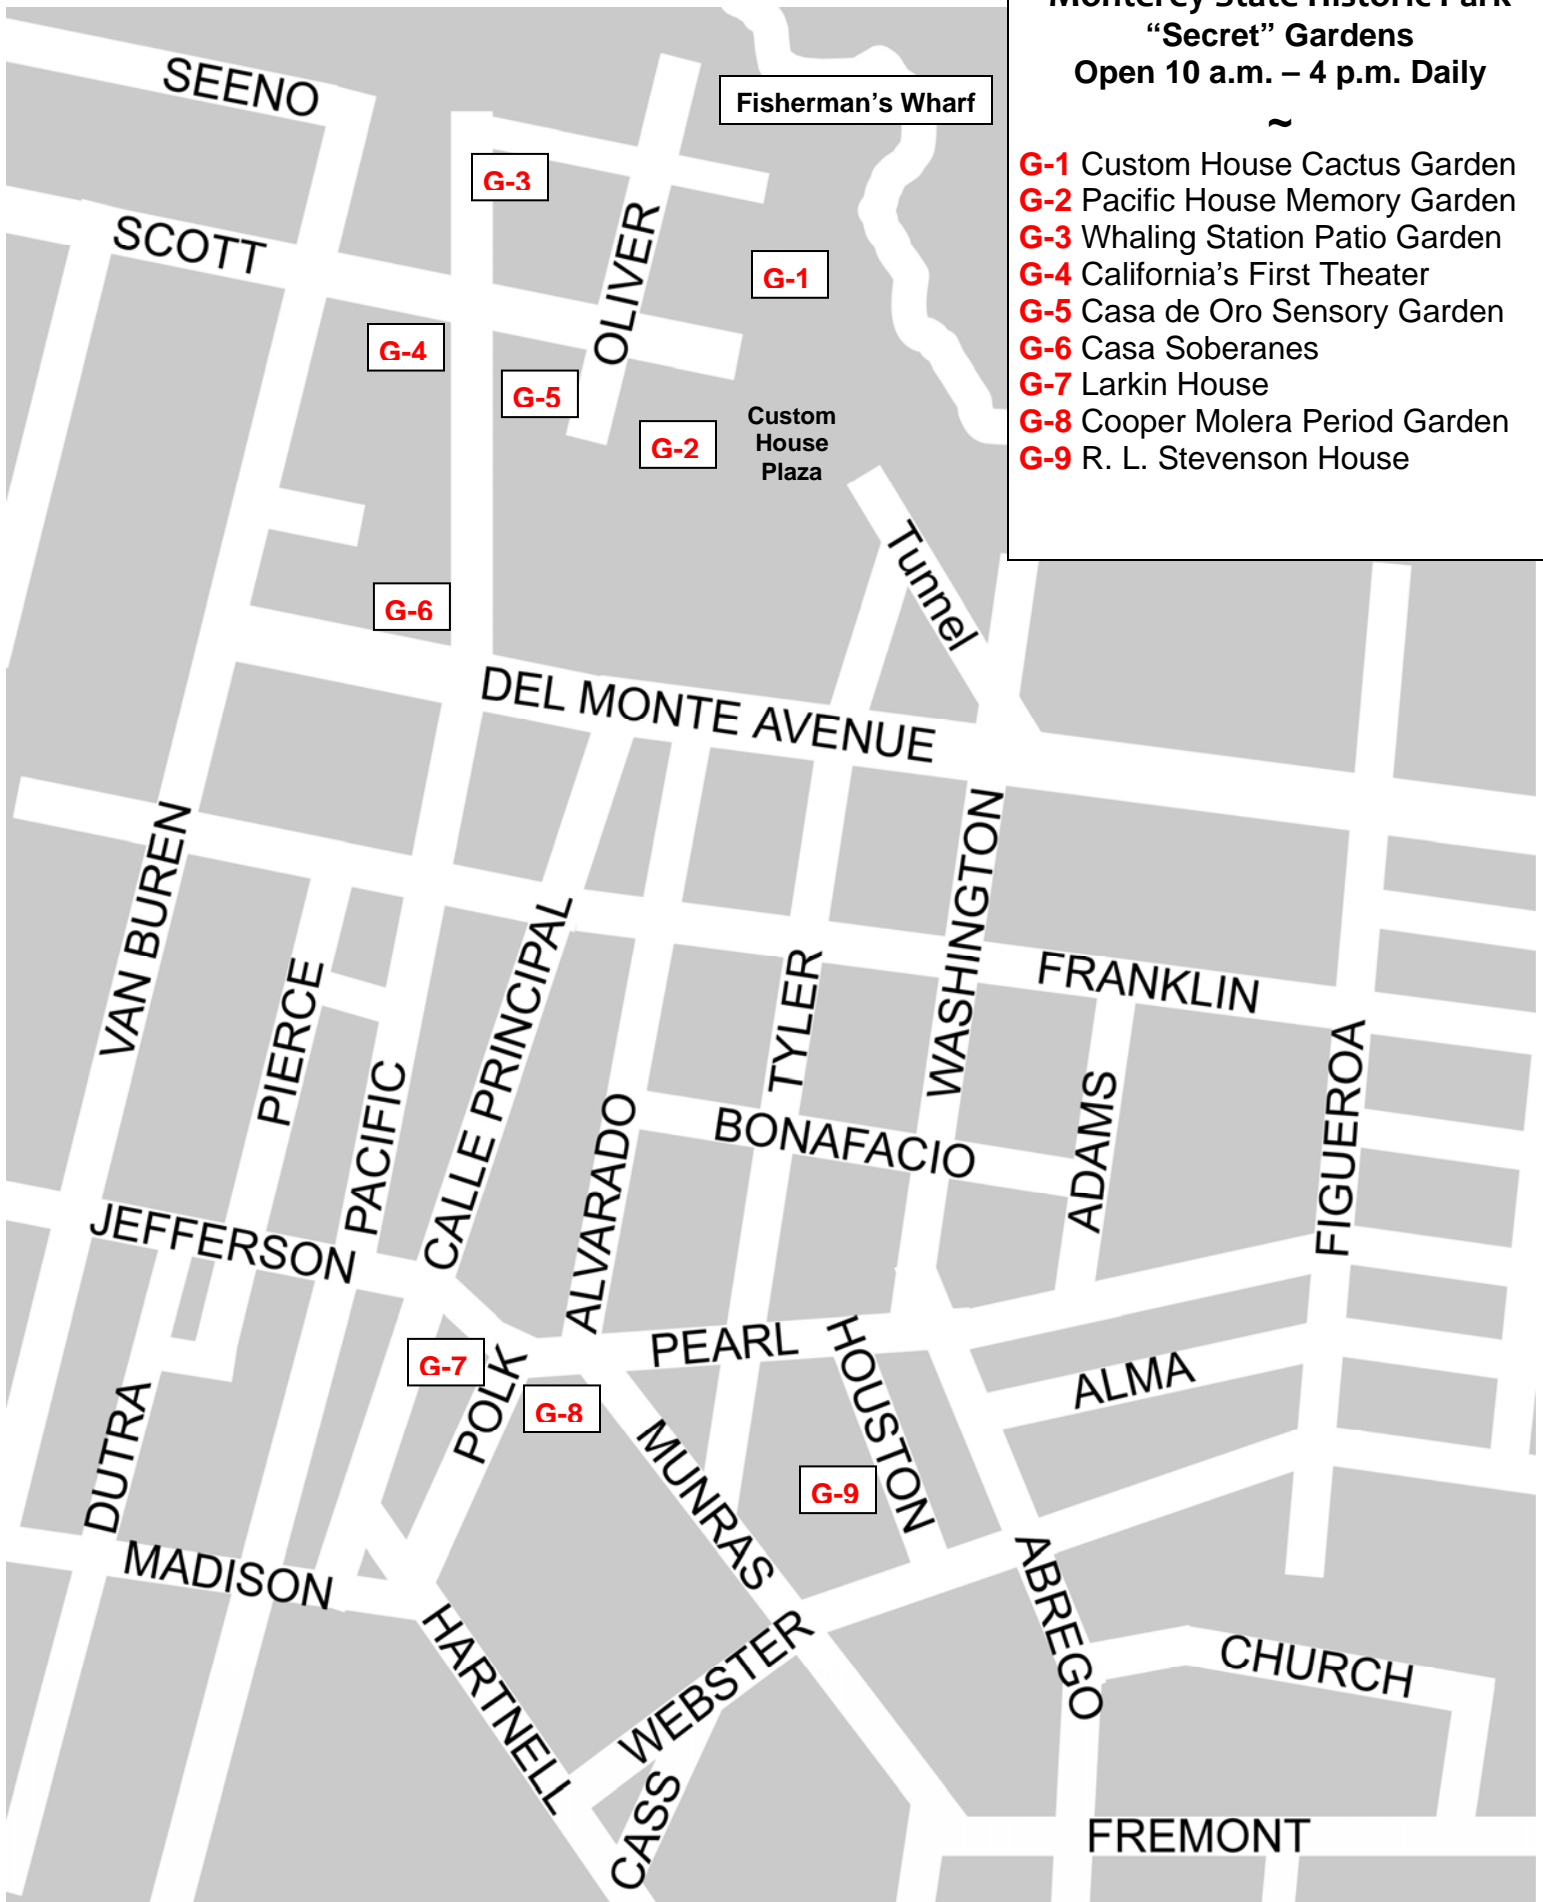 Monterey State Historic Park
“Secret” Gardens
Open 10 a.m. – 4 p.m. Daily
~
G-1 Custom House Cactus Garden
G-2 Pacific House Memory Garden
G-3 Whaling Station Patio Garden
G-4 California’s First Theater
G-5 Casa de Oro Sensory Garden
G-6 Casa Soberanes
G-7 Larkin House
G-8 Cooper Molera Period Garden
G-9 R. L. Stevenson House
SEENO
Fisherman’s Wharf
G-3
SCOTT
OLIVER
G-1
G-4
G-5
G-2
Custom
House
Plaza
Tunnel
G-6
DEL MONTE AVENUE
VAN BUREN
WASHINGTON
CALLE PRINCIPAL
PIERCE
TYLER
FRANKLIN
PACIFIC
ALVARADO
BONAFACIO
ADAMS
FIGUEROA
JEFFERSON
PEARL
HOUSTON
G-7
POLK
G-8
ALMA
DUTRA
MUNRAS
G-9
MADISON
ABREGO
HARTNELL
WEBSTER
CHURCH
CASS
FREMONT